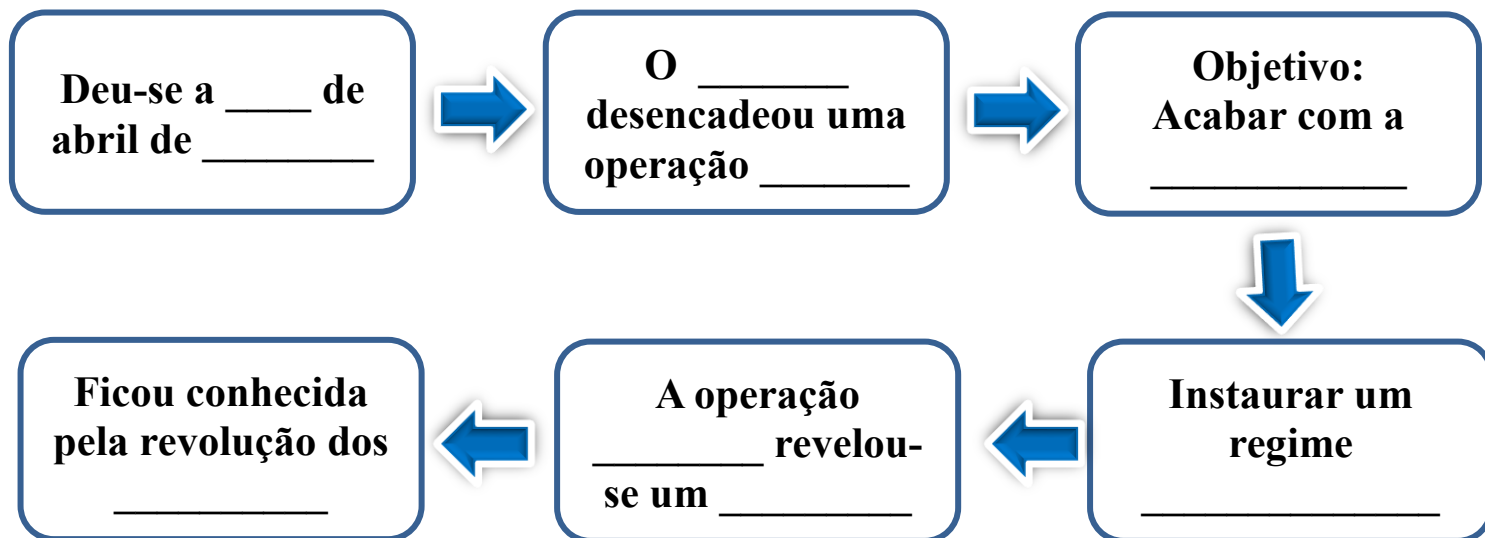 Deu-se a ____ de
abril de ________
O _______
desencadeou uma
operação _______
Objetivo:
Acabar com a
____________
Instaurar um
regime
______________
A operação
________ revelou-
se um _________
Ficou conhecida
pela revolução dos
__________